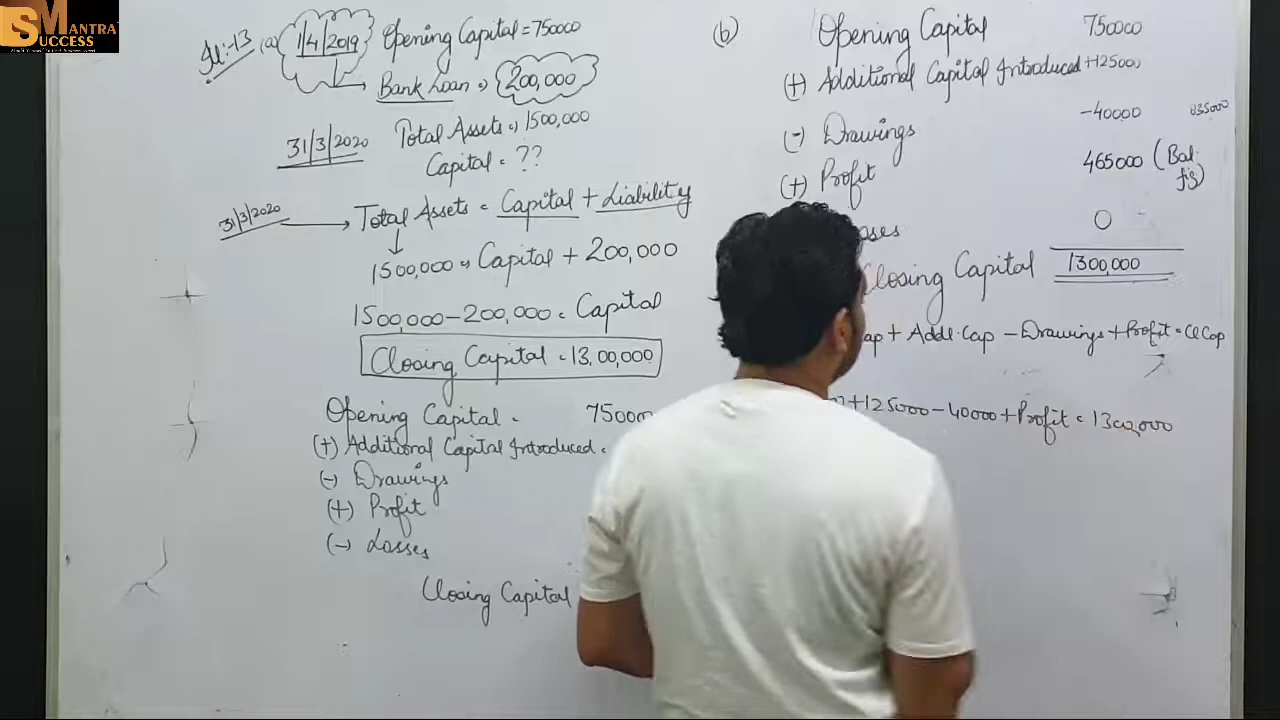 MANTRA
SUCCESS
Ill:-13 (a) 1/4/2019 Opening Capital = 750000
Bank Loan => 200,000
31/3/2020 Total Assets => 1500,000
Capital = ??
31/3/2020 → Total Assets = Capital + Liability
1500,000 = Capital + 200,000
1500,000 - 200,000 = Capital
Closing Capital = 13,00,000
Opening Capital = 75000
(+) Additional Capital Introduced =
(-) Drawings
(+) Profit
(-) Losses
Closing Capital
(b) Opening Capital 750000
(+) Additional Capital Introduced +125000
(-) Drawings -40000 835000
(+) Profit 465000 (Bal. fig)
sses 0
Closing Capital 1300,000
ap + Addl. Cap - Drawings + Profit = Cl Cap
+ 125000 - 40000 + Profit = 1300,000